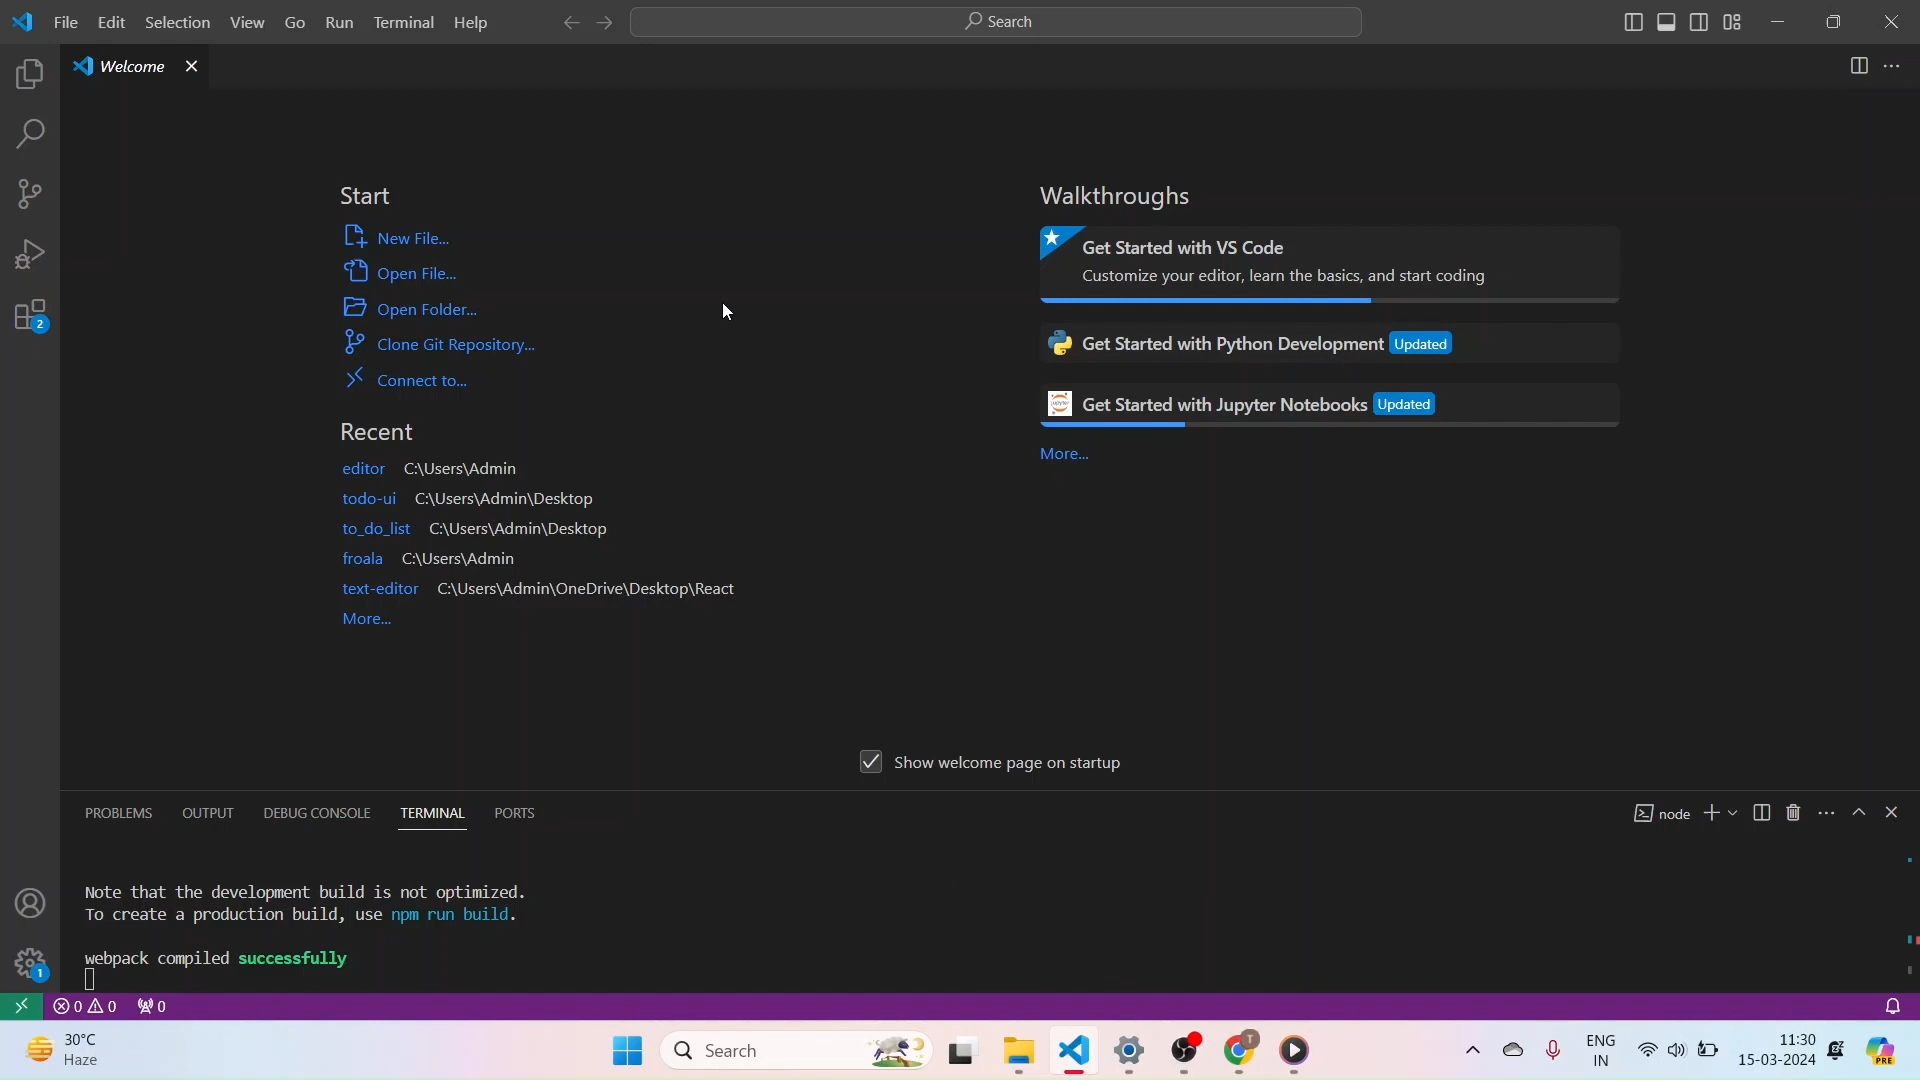 File Edit Selection View Go Run Terminal Help
Search
Welcome
Start
New File...
Open File...
Open Folder...
Clone Git Repository...
Connect to...
Recent
editor C:\Users\Admin
todo-ui C:\Users\Admin\Desktop
to_do_list C:\Users\Admin\Desktop
froala C:\Users\Admin
text-editor C:\Users\Admin\OneDrive\Desktop\React
More...
Walkthroughs
Get Started with VS Code
Customize your editor, learn the basics, and start coding
Get Started with Python Development Updated
Get Started with Jupyter Notebooks Updated
More...
2
Show welcome page on startup
PROBLEMS OUTPUT DEBUG CONSOLE TERMINAL PORTS
node
Note that the development build is not optimized.
To create a production build, use npm run build.
webpack compiled successfully
1
0 0 0
30°C
Haze
Search
T
ENG
IN
11:30
15-03-2024
PRE